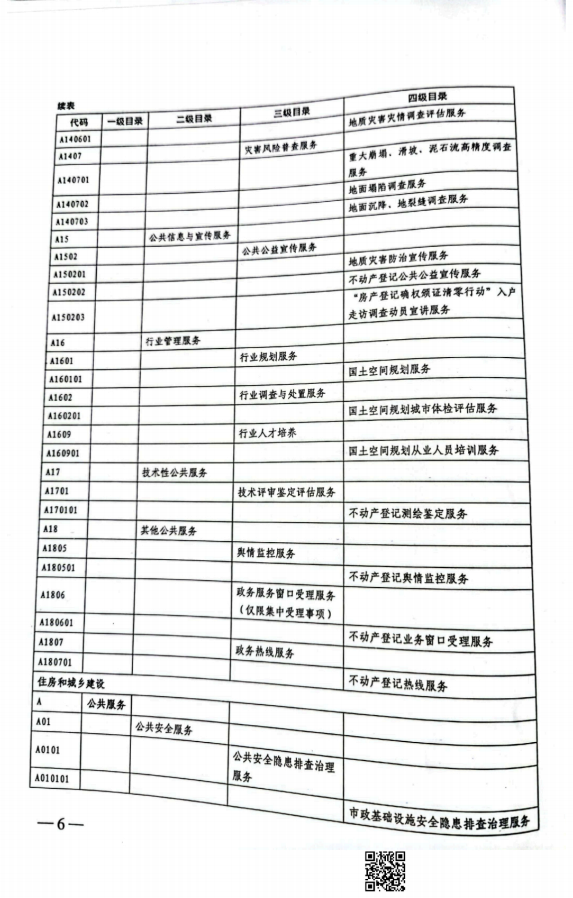 续表
代码 一级目录 二级目录 三级目录 四级目录
A140601 地质灾害灾情调查评估服务
A1407 灾害风险普查服务
A140701 重大崩塌、滑坡、泥石流高精度调查
服务
A140702 地面塌陷调查服务
A140703 地面沉降、地裂缝调查服务
A15 公共信息与宣传服务
A1502 公共公益宣传服务
A150201 地质灾害防治宣传服务
A150202 不动产登记公共公益宣传服务
A150203 “房产登记确权颁证清零行动”入户
走访调查动员宣讲服务
A16 行业管理服务
A1601 行业规划服务
A160101 国土空间规划服务
A1602 行业调查与处置服务
A160201 国土空间规划城市体检评估服务
A1609 行业人才培养
A160901 国土空间规划从业人员培训服务
A17 技术性公共服务
A1701 技术评审鉴定评估服务
A170101 不动产登记测绘鉴定服务
A18 其他公共服务
A1805 舆情监控服务
A180501 不动产登记舆情监控服务
A1806 政务服务窗口受理服务
（仅限集中受理事项）
A180601 不动产登记业务窗口受理服务
A1807 政务热线服务
A180701 不动产登记热线服务
住房和城乡建设
A 公共服务
A01 公共安全服务
A0101 公共安全隐患排查治理
服务
A010101 市政基础设施安全隐患排查治理服务
—6—